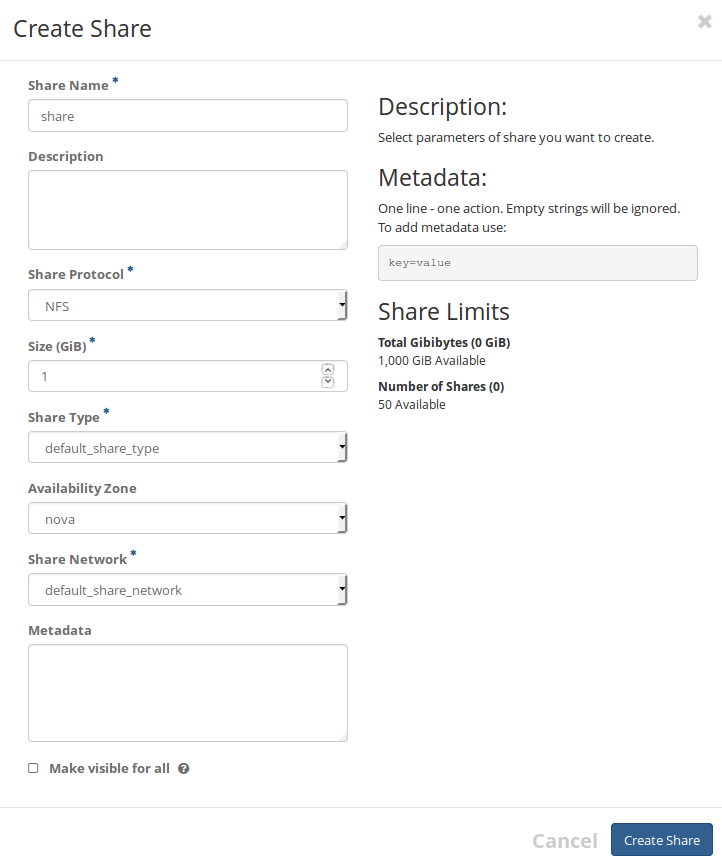 Create Share
×
Share Name *
share
Description
Share Protocol *
NFS
Size (GiB) *
1
Share Type *
default_share_type
Availability Zone
nova
Share Network *
default_share_network
Metadata
Make visible for all ?
Description:
Select parameters of share you want to create.
Metadata:
One line - one action. Empty strings will be ignored.
To add metadata use:
key=value
Share Limits
Total Gibibytes (0 GiB)
1,000 GiB Available
Number of Shares (0)
50 Available
Cancel
Create Share